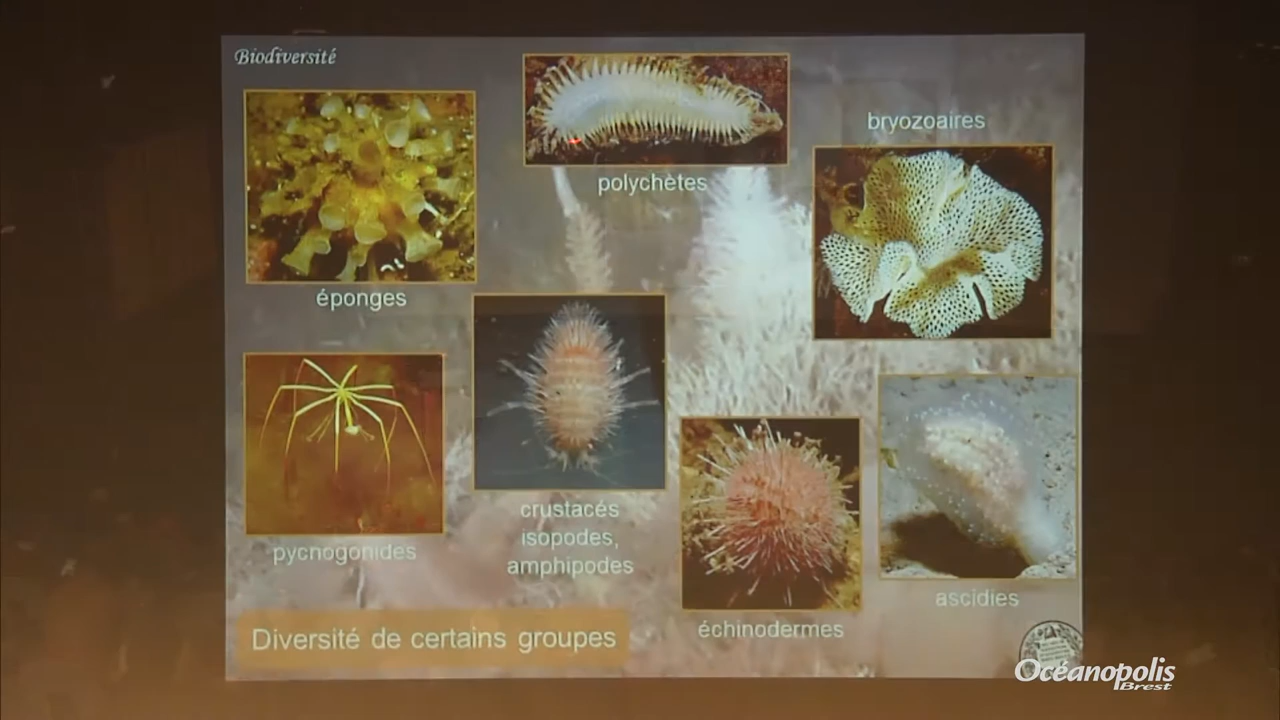 Biodiversité
polychètes
bryozoaires
éponges
pycnogonides
crustacés
isopodes,
amphipodes
échinodermes
ascidies
Diversité de certains groupes
Océanopolis
Brest